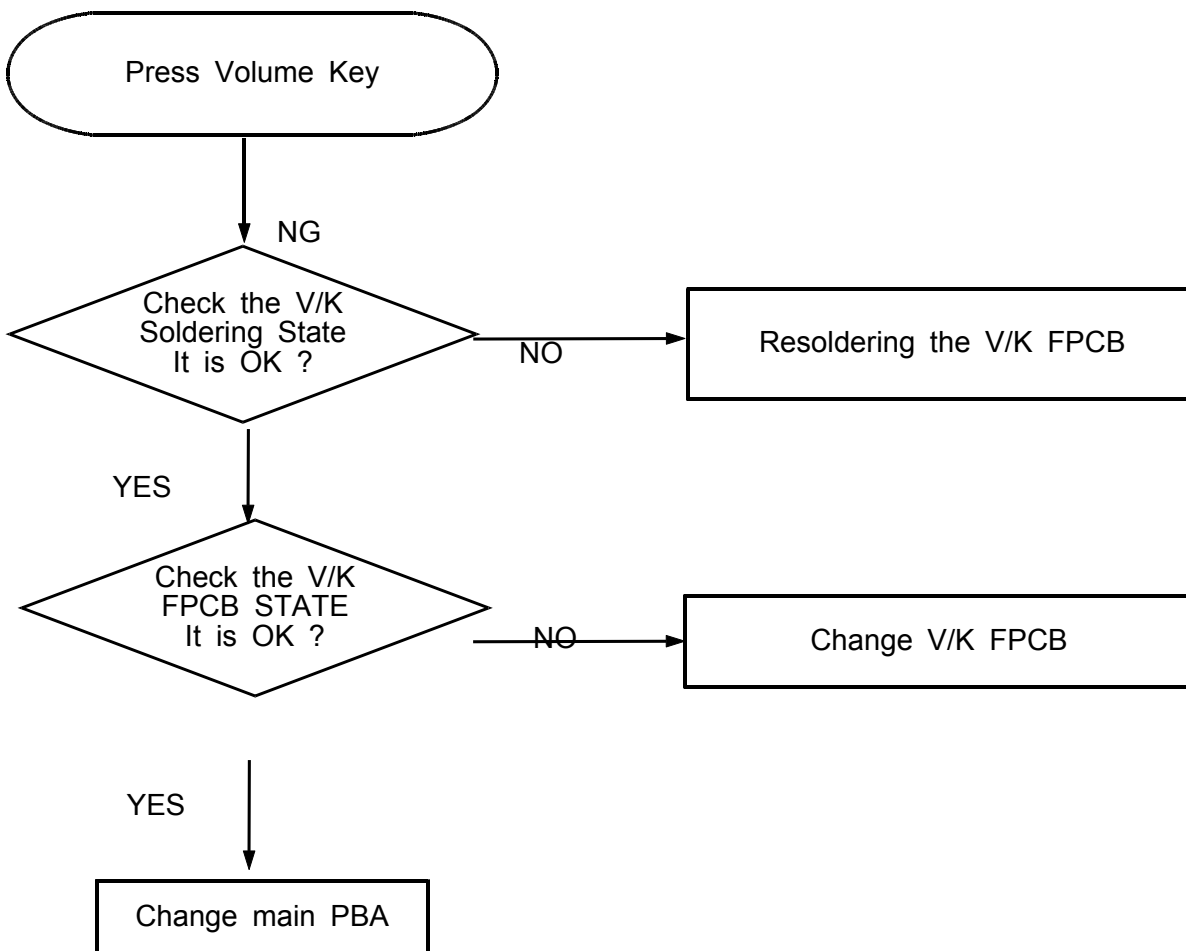 Press Volume Key
NG
Check the V/K
Soldering State
It is OK ?
NO
Resoldering the V/K FPCB
YES
Check the V/K
FPCB STATE
It is OK ?
NO
Change V/K FPCB
YES
Change main PBA